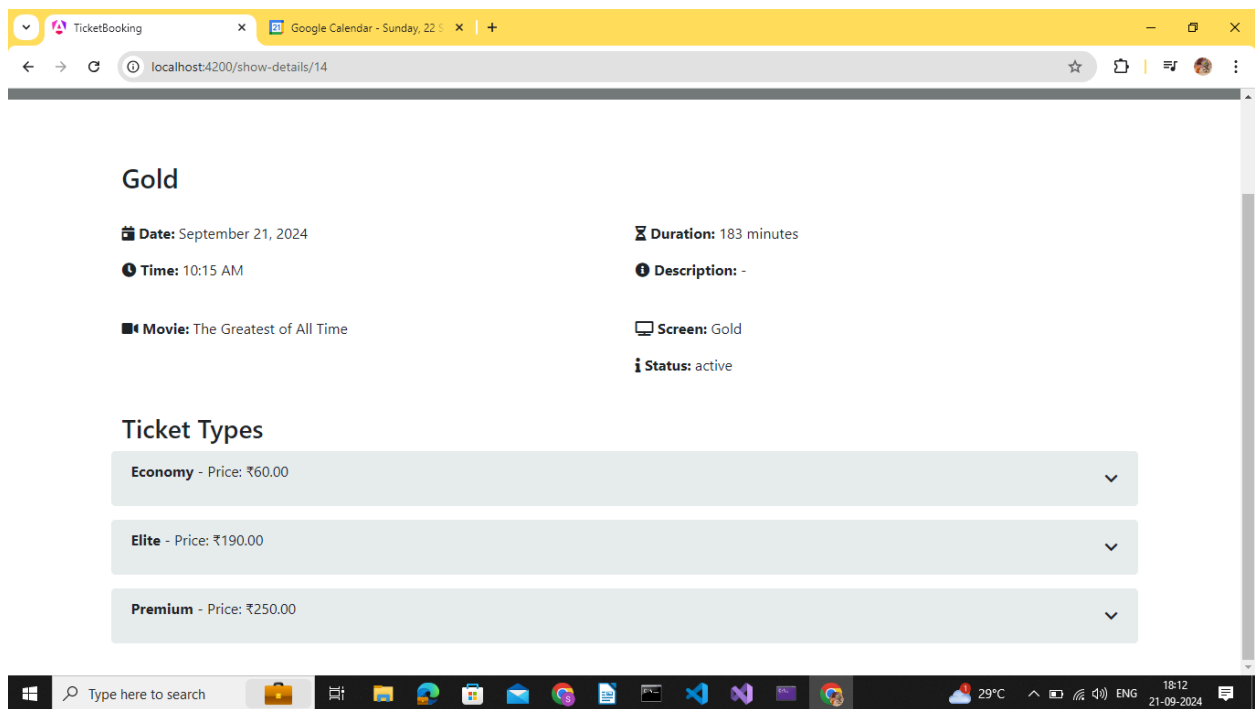 TicketBooking
Google Calendar - Sunday, 22 S
localhost:4200/show-details/14
Gold
Date: September 21, 2024
Duration: 183 minutes
Time: 10:15 AM
Description: -
Movie: The Greatest of All Time
Screen: Gold
Status: active
Ticket Types
Economy - Price: ₹60.00
Elite - Price: ₹190.00
Premium - Price: ₹250.00
Type here to search
29°C
ENG
18:12
21-09-2024